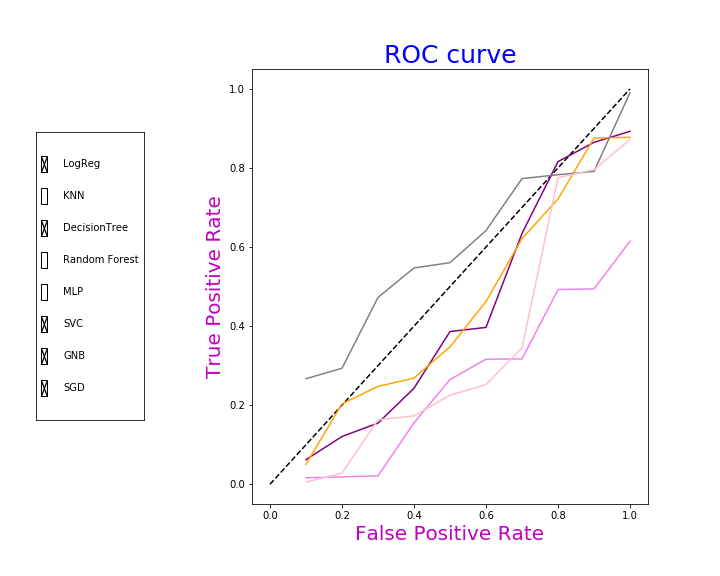 ROC curve
LogReg
KNN
DecisionTree
Random Forest
MLP
SVC
GNB
SGD
True Positive Rate
1.0
0.8
0.6
0.4
0.2
0.0
0.0 0.2 0.4 0.6 0.8 1.0
False Positive Rate